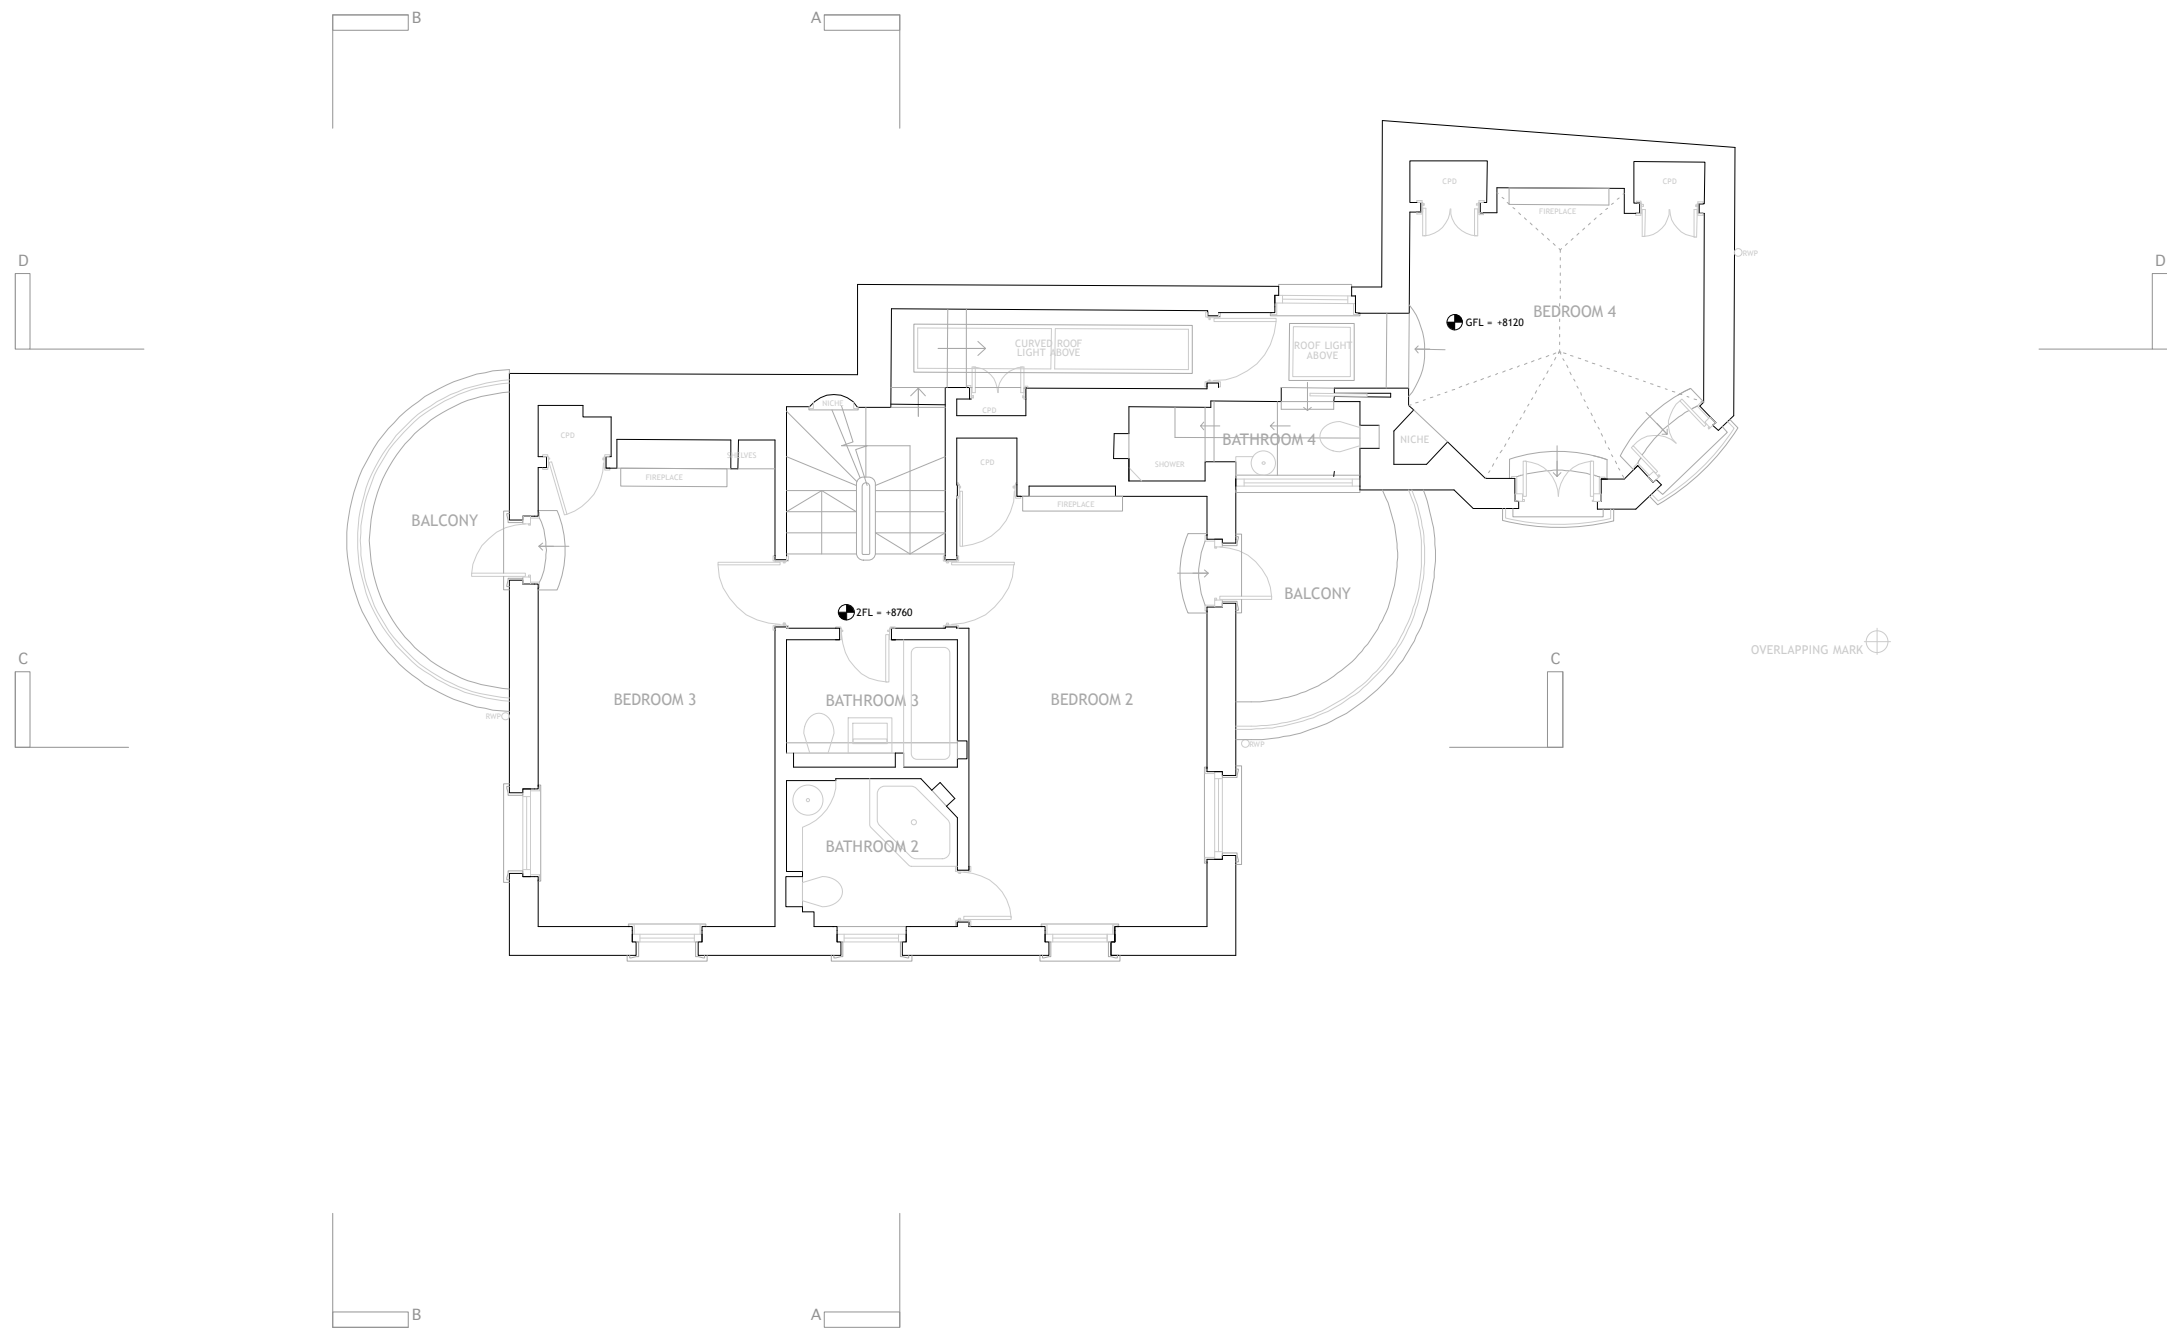 B
A
CPD
CPD
FIREPLACE
RWP
D
D
BEDROOM 4
GFL = +8120
CURVED ROOF
LIGHT ABOVE
ROOF LIGHT
ABOVE
NICHE
CPD
CPD
SHELVES
FIREPLACE
CPD
BATHROOM 4
SHOWER
NICHE
FIREPLACE
BALCONY
BALCONY
2FL = +8760
OVERLAPPING MARK
C
C
BEDROOM 3
BATHROOM 3
BEDROOM 2
RWP
RWP
BATHROOM 2
B
A